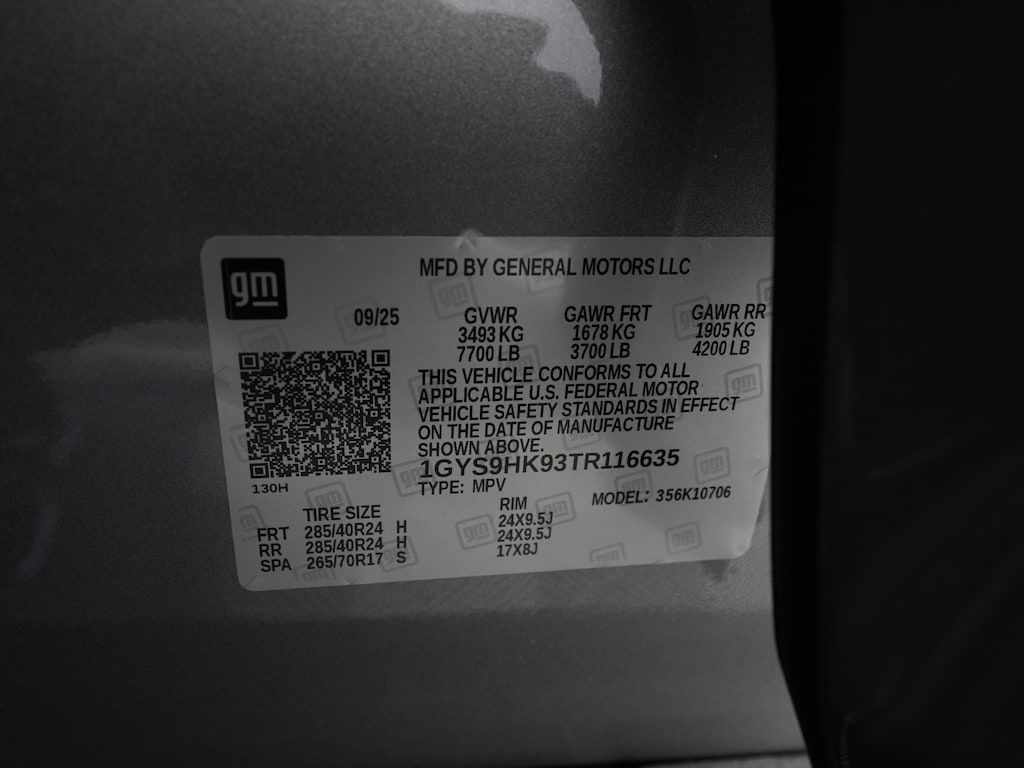 gm
MFD BY GENERAL MOTORS LLC
09/25 GVWR GAWR FRT GAWR RR
3493 KG 1678 KG 1905 KG
7700 LB 3700 LB 4200 LB
THIS VEHICLE CONFORMS TO ALL
APPLICABLE U.S. FEDERAL MOTOR
VEHICLE SAFETY STANDARDS IN EFFECT
ON THE DATE OF MANUFACTURE
SHOWN ABOVE.
1GYS9HK93TR116635
130H
TYPE: MPV MODEL: 356K10706
TIRE SIZE RIM
FRT 285/40R24 H 24X9.5J
RR 285/40R24 H 24X9.5J
SPA 265/70R17 S 17X8J